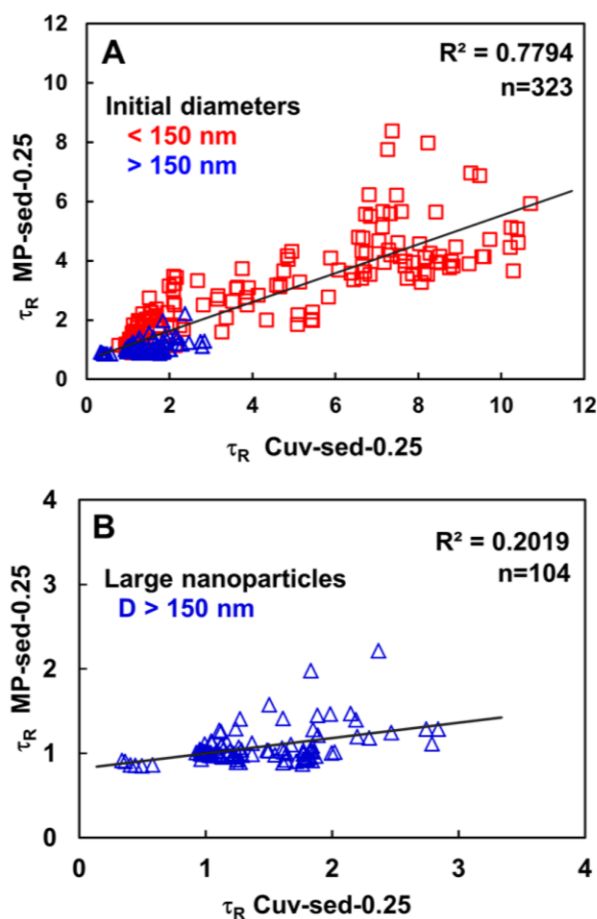 A
R² = 0.7794
n=323
Initial diameters
< 150 nm
> 150 nm
12
10
8
6
4
2
0
τR MP-sed-0.25
0 2 4 6 8 10 12
τR Cuv-sed-0.25
B
R² = 0.2019
n=104
Large nanoparticles
D > 150 nm
4
3
2
1
0
τR MP-sed-0.25
0 1 2 3 4
τR Cuv-sed-0.25